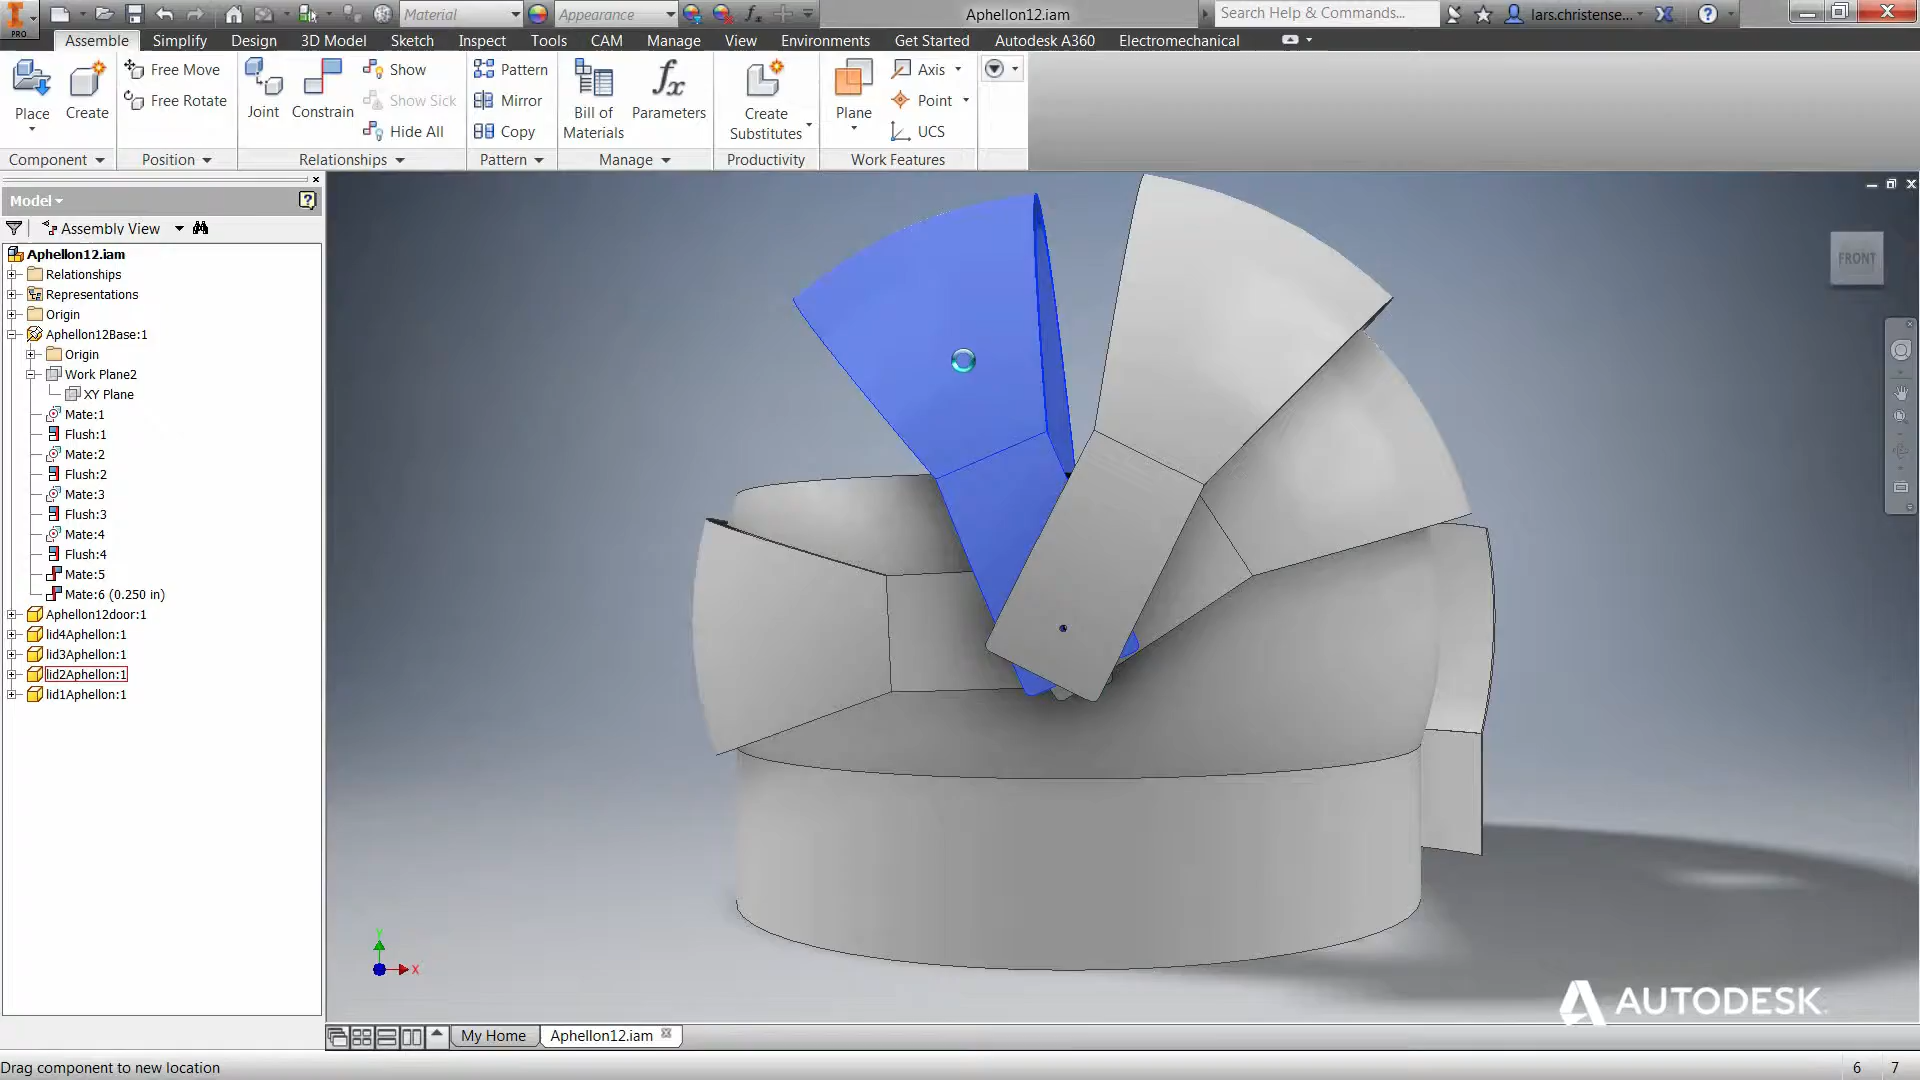 PRO
Material
Appearance
Aphellon12.iam
Search Help & Commands...
lars.christense...
Assemble Simplify Design 3D Model Sketch Inspect Tools CAM Manage View Environments Get Started Autodesk A360 Electromechanical
Place
Create
Free Move
Free Rotate
Joint
Constrain
Show
Show Sick
Hide All
Pattern
Mirror
Copy
Bill of
Materials
Parameters
Create
Substitutes
Plane
Axis
Point
UCS
Component Position Relationships Pattern Manage Productivity Work Features
Model
Assembly View
Aphellon12.iam
Relationships
Representations
Origin
Aphellon12Base:1
Origin
Work Plane2
XY Plane
Mate:1
Flush:1
Mate:2
Flush:2
Mate:3
Flush:3
Mate:4
Flush:4
Mate:5
Mate:6 (0.250 in)
Aphellon12door:1
lid4Aphellon:1
lid3Aphellon:1
lid2Aphellon:1
lid1Aphellon:1
FRONT
Y
X
AUTODESK
My Home
Aphellon12.iam
Drag component to new location
6 7